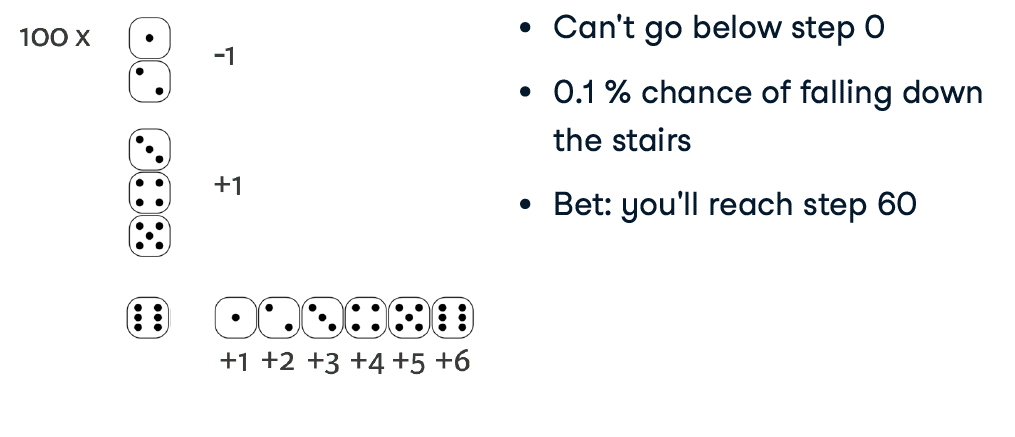 100 x
-1
+1
+1 +2 +3 +4 +5 +6
• Can't go below step 0
• 0.1 % chance of falling down
the stairs
• Bet: you'll reach step 60